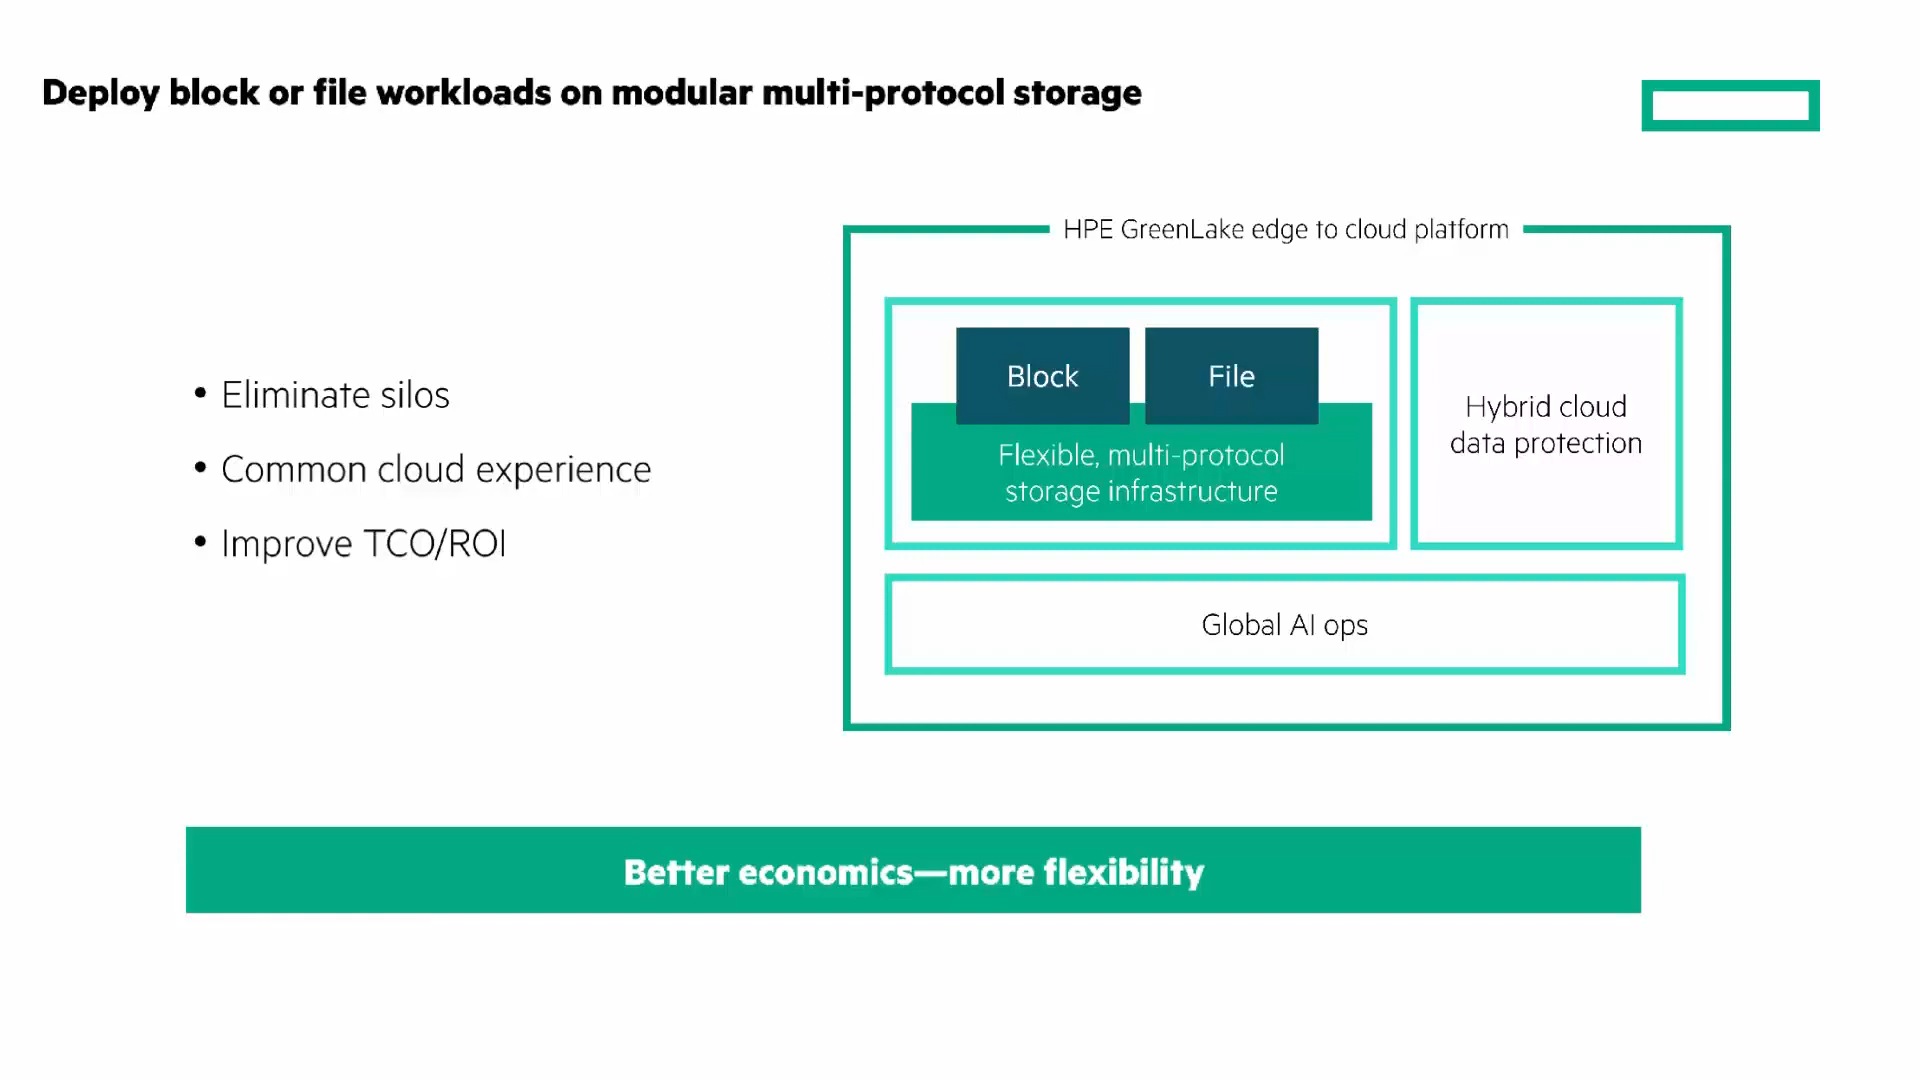 Deploy block or file workloads on modular multi-protocol storage
• Eliminate silos
• Common cloud experience
• Improve TCO/ROI
HPE GreenLake edge to cloud platform
Block
File
Flexible, multi-protocol
storage infrastructure
Hybrid cloud
data protection
Global AI ops
Better economics—more flexibility